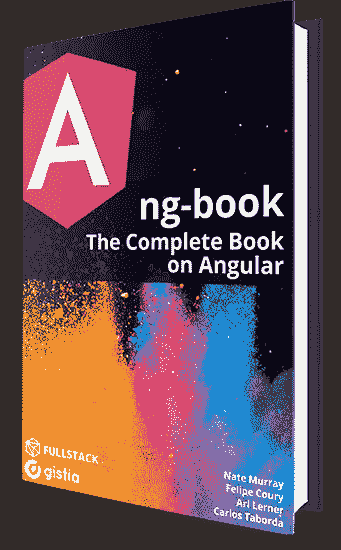 A
ng-book
The Complete Book
on Angular
FULLSTACK
gistia
Nate Murray
Felipe Coury
Ari Lerner
Carlos Taborda